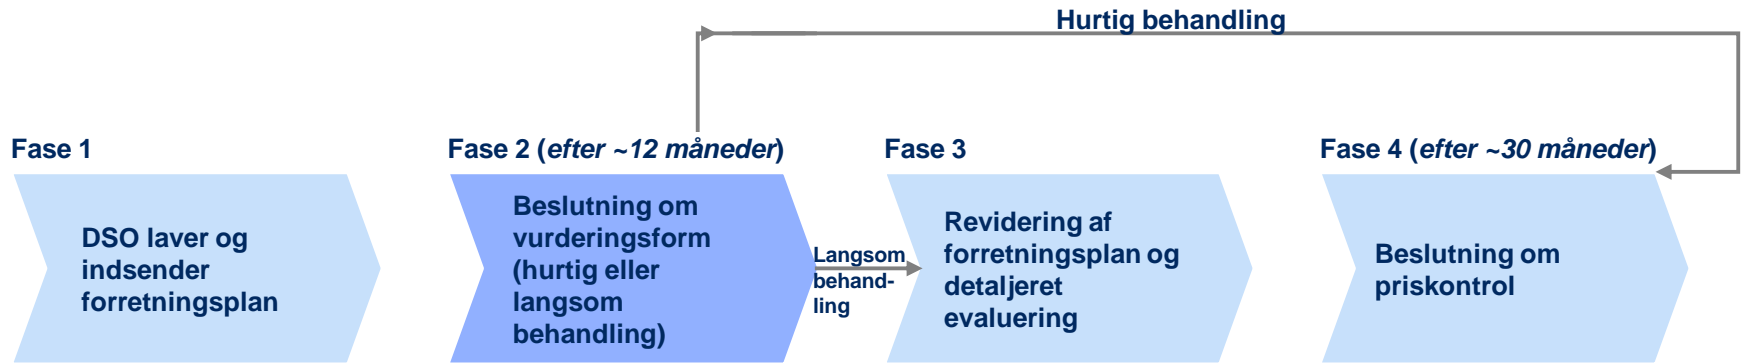 Hurtig behandling
Fase 1
DSO laver og
indsender
forretningsplan
Fase 2 (efter ~12 måneder)
Beslutning om
vurderingsform
(hurtig eller
langsom
behandling)
Langsom
behand-
ling
Fase 3
Revidering af
forretningsplan og
detaljeret
evaluering
Fase 4 (efter ~30 måneder)
Beslutning om
priskontrol